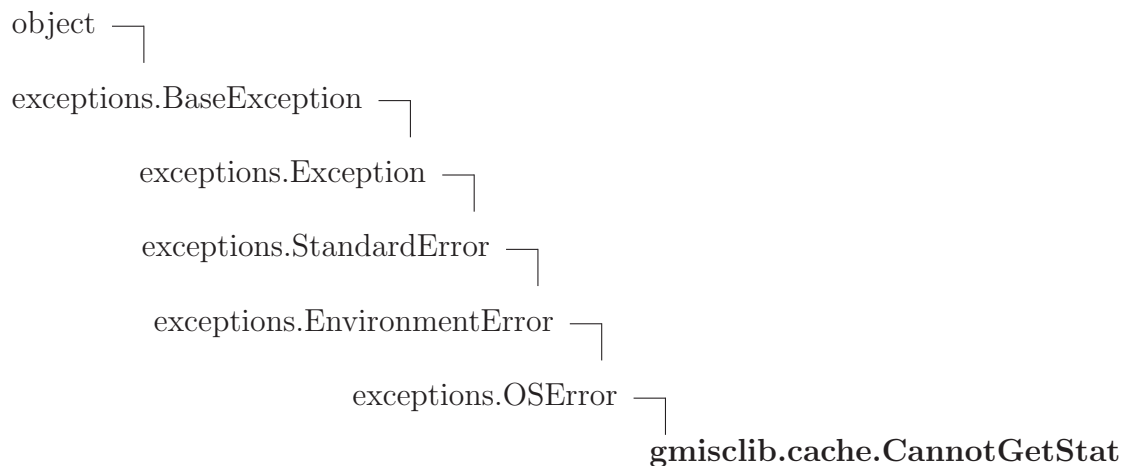 object
exceptions.BaseException
exceptions.Exception
exceptions.StandardError
exceptions.EnvironmentError
exceptions.OSError
gmisclib.cache.CannotGetStat